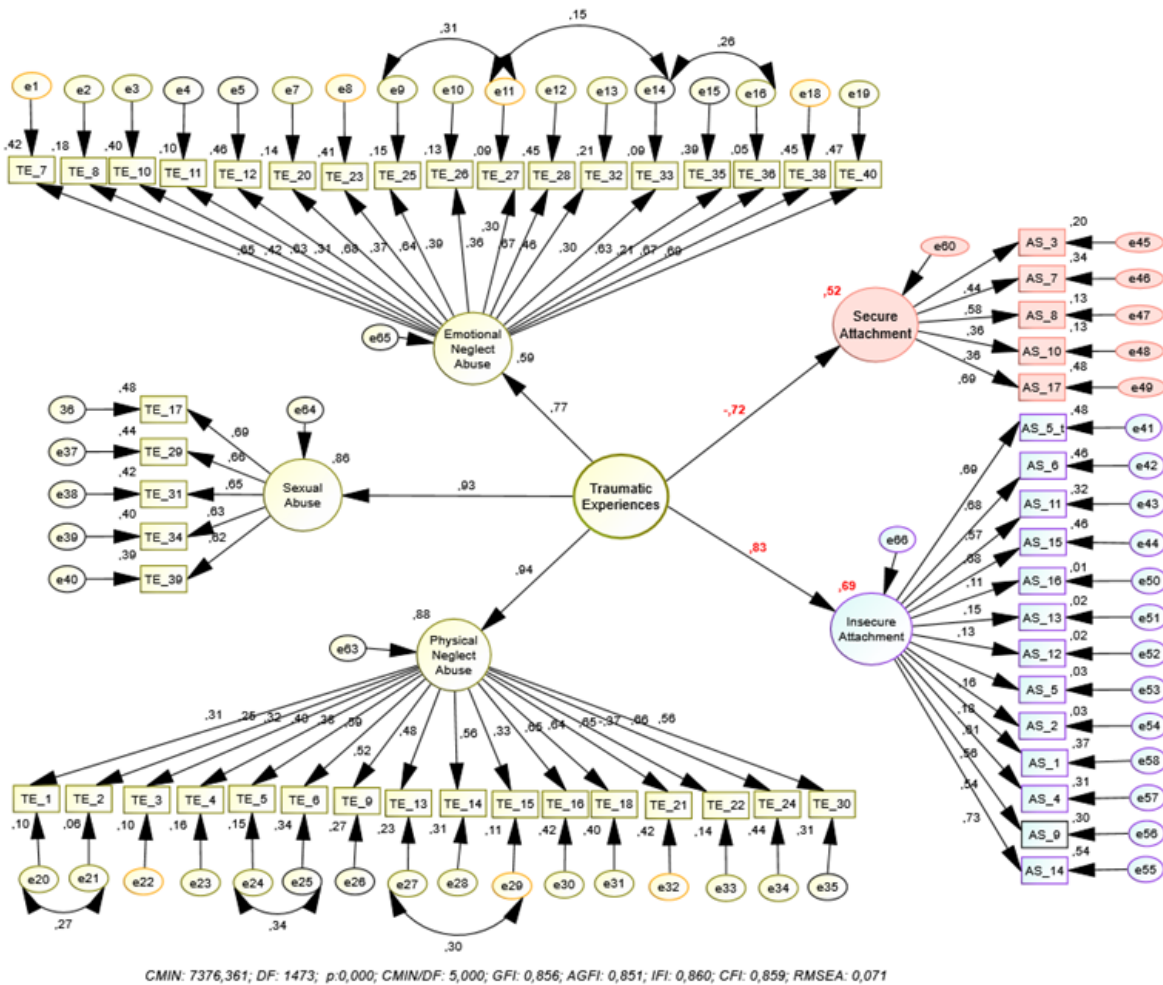 ,31
,15
,26
e1 e2 e3 e4 e5 e7 e8 e9 e10 e11 e12 e13 e14 e15 e16 e18 e19
,42 ,18 ,40 ,10 ,46 ,14 ,41 ,15 ,13 ,09 ,45 ,21 ,09 ,39 ,05 ,45 ,47
TE_7 TE_8 TE_10 TE_11 TE_12 TE_20 TE_23 TE_25 TE_26 TE_27 TE_28 TE_32 TE_33 TE_35 TE_36 TE_38 TE_40
,65 ,42 ,63 ,31 ,68 ,37 ,64 ,39 ,36 ,30 ,67 ,46 ,30 ,63 ,21 ,67 ,69
e65
Emotional
Neglect
Abuse
,59
,77
e60
,52
Secure
Attachment
-,72
,44
,58
,36
,36
,69
AS_3 ,20 e45
AS_7 ,34 e46
AS_8 ,13 e47
AS_10 ,13 e48
AS_17 ,48 e49
,48 TE_17 36
,44 TE_29 e37
,42 TE_31 e38
,40 TE_34 e39
,39 TE_39 e40
,69
,66
,65
,63
,62
e64
,86
Sexual
Abuse
,93
Traumatic
Experiences
,83
e66
,69
Insecure
Attachment
,69
,68
,57
,68
,11
,15
,13
,16
,18
,61
,56
,54
,73
AS_5_t ,48 e41
AS_6 ,46 e42
AS_11 ,32 e43
AS_15 ,46 e44
AS_16 ,01 e50
AS_13 ,02 e51
AS_12 ,02 e52
AS_5 ,03 e53
AS_2 ,03 e54
AS_1 ,37 e58
AS_4 ,31 e57
AS_9 ,30 e56
AS_14 ,54 e55
,94
,88
e63
Physical
Neglect
Abuse
,31 ,25 ,32 ,40 ,59 ,52 ,48 ,56 ,33 ,65 ,64 ,65 -,37 ,66 ,56
TE_1 TE_2 TE_3 TE_4 TE_5 TE_6 TE_9 TE_13 TE_14 TE_15 TE_16 TE_18 TE_21 TE_22 TE_24 TE_30
,10 ,06 ,10 ,16 ,15 ,34 ,27 ,23 ,31 ,11 ,42 ,40 ,42 ,14 ,44 ,31
e20 e21 e22 e23 e24 e25 e26 e27 e28 e29 e30 e31 e32 e33 e34 e35
,27
,34
,30
CMIN: 7376,361; DF: 1473; p:0,000; CMIN/DF: 5,000; GFI: 0,856; AGFI: 0,851; IFI: 0,860; CFI: 0,859; RMSEA: 0,071